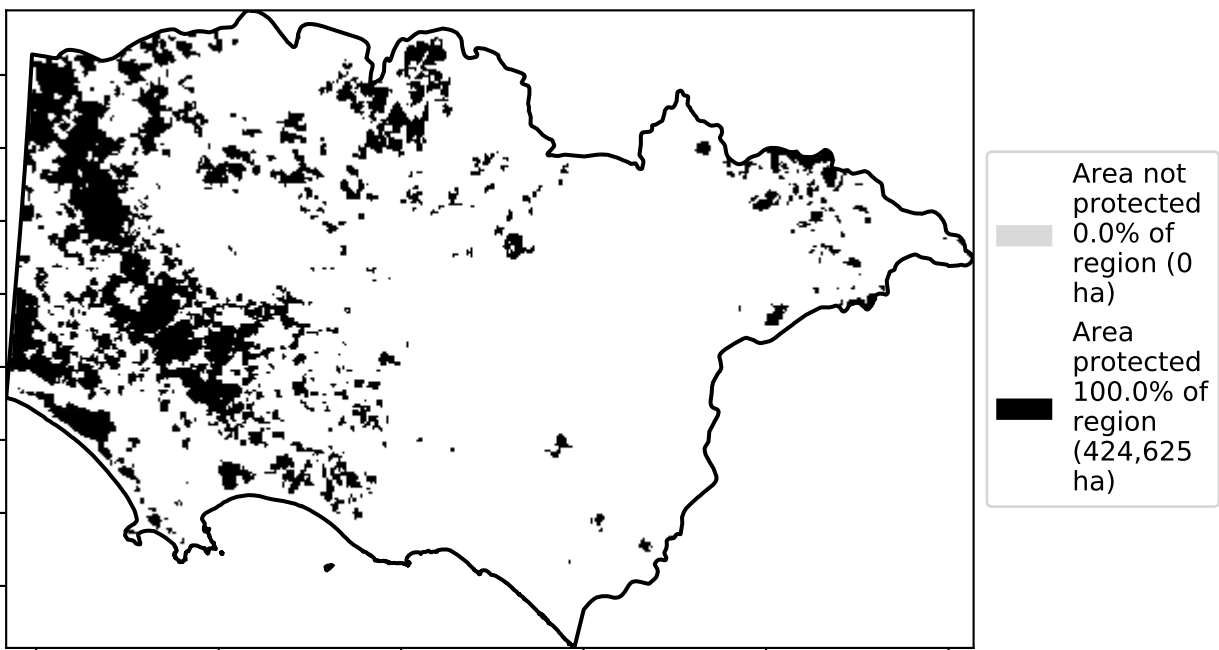 Area not
protected
0.0% of
region (0
ha)
Area
protected
100.0% of
region
(424,625
ha)